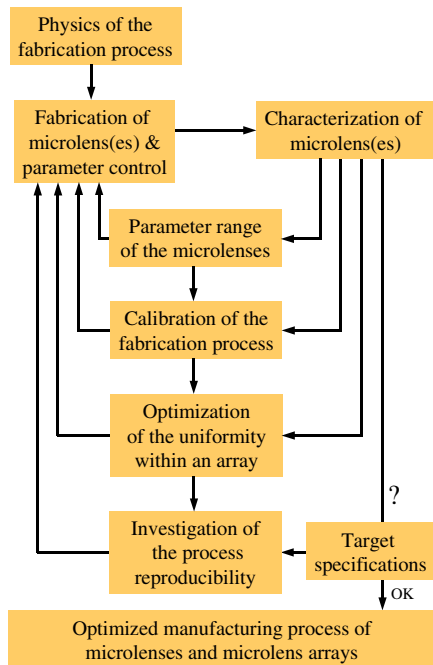 Physics of the
fabrication process
Fabrication of
microlens(es) &
parameter control
Characterization of
microlens(es)
Parameter range
of the microlenses
Calibration of the
fabrication process
Optimization
of the uniformity
within an array
?
Investigation of
the process
reproducibility
Target
specifications
OK
Optimized manufacturing process of
microlenses and microlens arrays